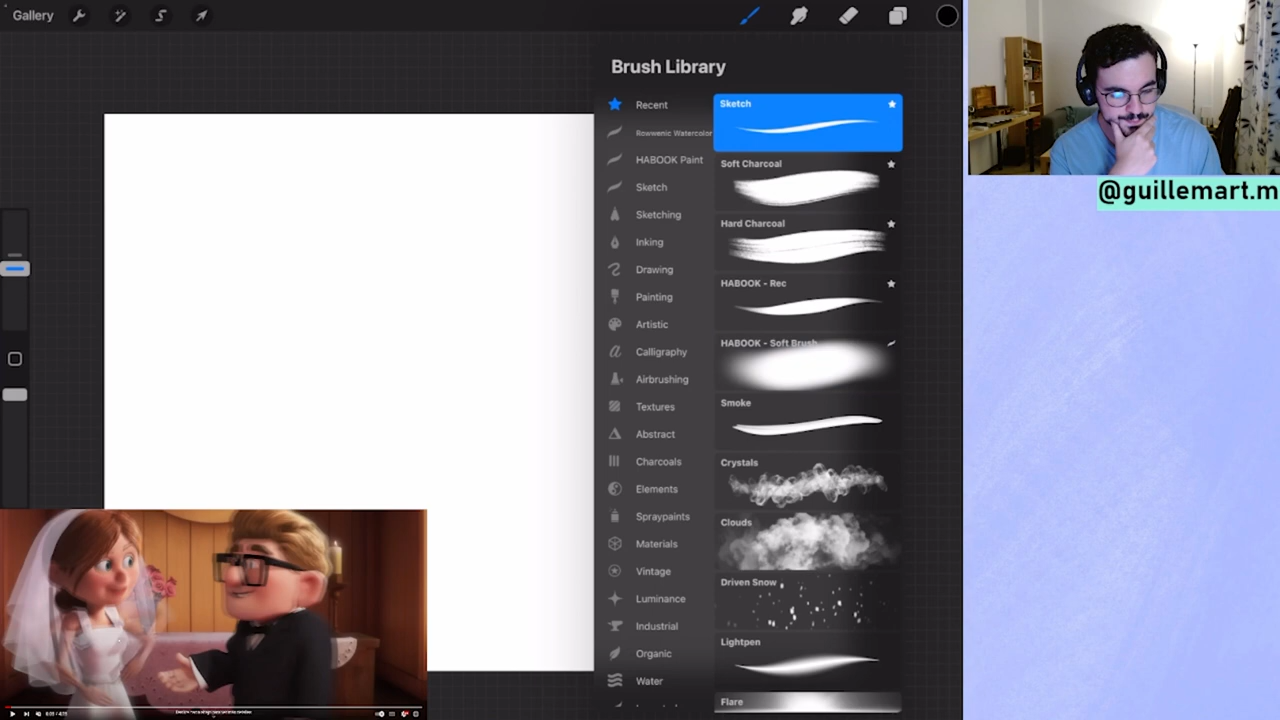 Gallery
Brush Library
Recent
Rowwenic Watercolor
HABOOK Paint
Sketch
Sketching
Inking
Drawing
Painting
Artistic
Calligraphy
Airbrushing
Textures
Abstract
Charcoals
Elements
Spraypaints
Materials
Vintage
Luminance
Industrial
Organic
Water
Sketch
Soft Charcoal
Hard Charcoal
HABOOK - Rec
HABOOK - Soft Brush
Smoke
Crystals
Clouds
Driven Snow
Lightpen
Flare
@guillemart.m